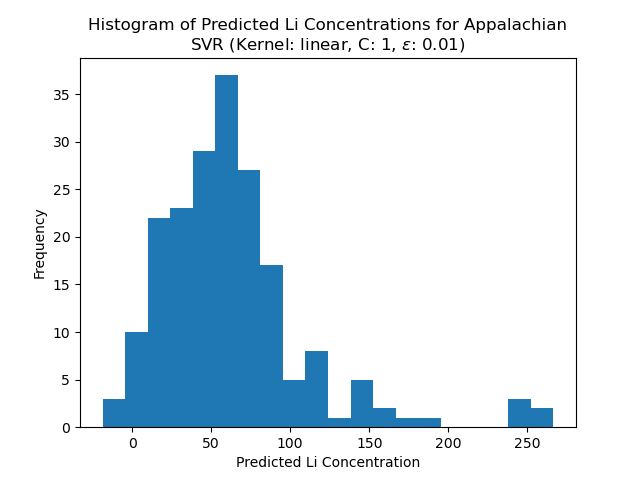 Histogram of Predicted Li Concentrations for Appalachian
SVR (Kernel: linear, C: 1, ε: 0.01)
Frequency
35
30
25
20
15
10
5
0
0 50 100 150 200 250
Predicted Li Concentration